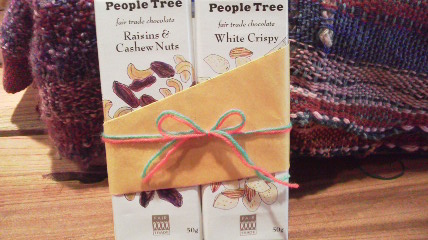 People Tree
fair trade chocolate
Raisins &
Cashew Nuts
50g
People Tree
fair trade chocolate
White Crispy
50g